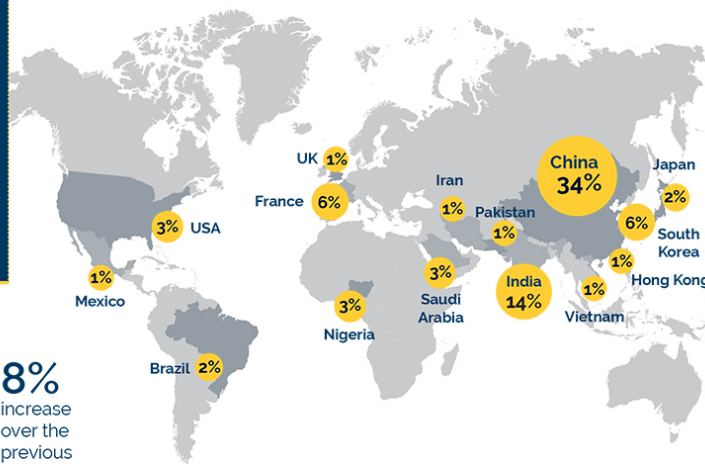 UK 1%
France 6%
3% USA
1%
Mexico
Brazil 2%
3%
Nigeria
3%
Saudi
Arabia
Iran
1%
Pakistan
1%
China
34%
India
14%
Japan
2%
6%
South
Korea
1%
Hong Kong
1%
Vietnam
8%
increase
over the
previous